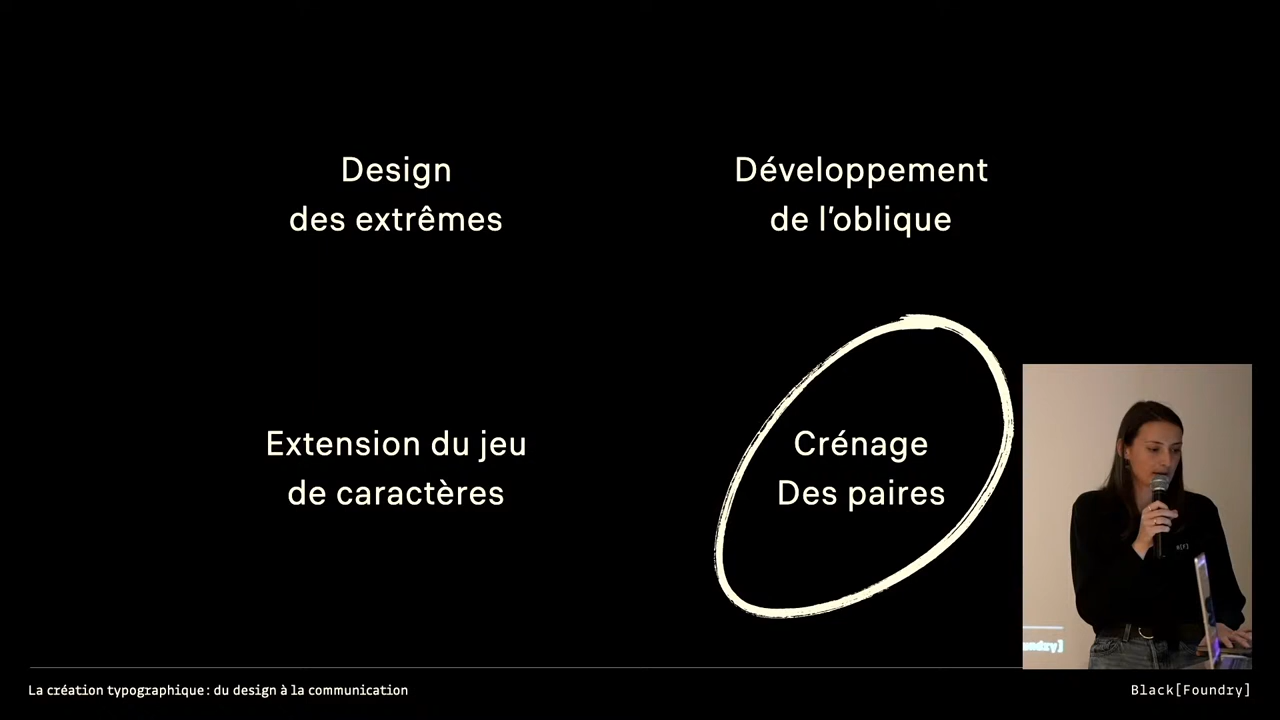 Design
des extrêmes
Développement
de l’oblique
Extension du jeu
de caractères
Crénage
Des paires
La création typographique : du design à la communication
Black[Foundry]